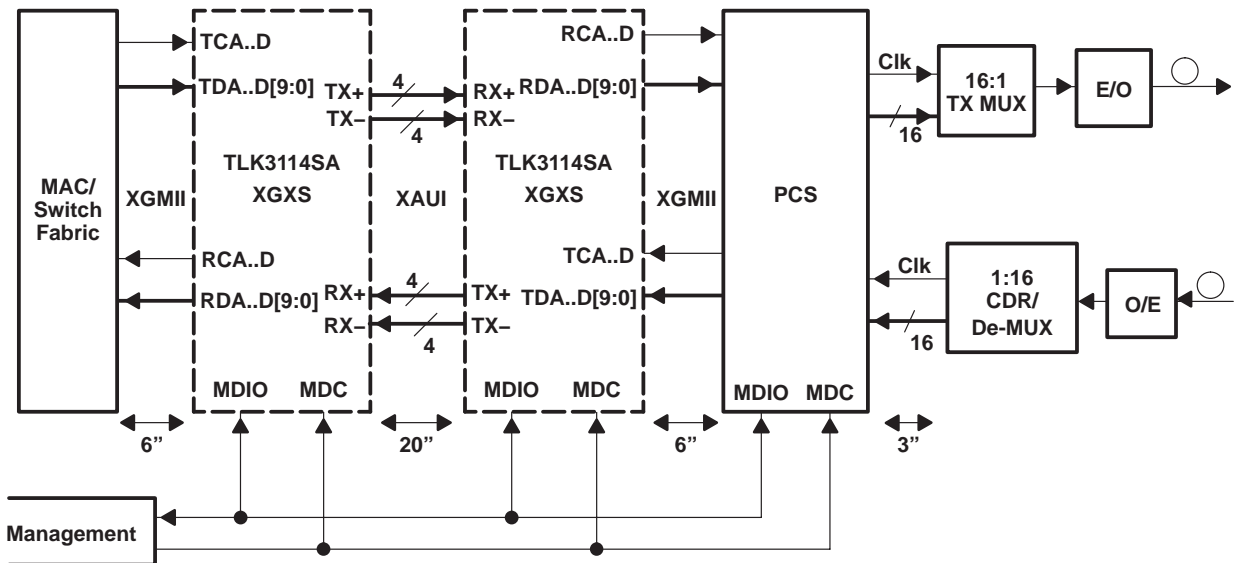 MAC/
Switch
Fabric
XGMII
TCA..D
TDA..D[9:0]
TX+
TX–
TLK3114SA
XGXS
RCA..D
RDA..D[9:0]
RX+
RX–
MDIO
MDC
4
4
XAUI
4
4
RCA..D
RX+
RDA..D[9:0]
RX–
TLK3114SA
XGXS
TCA..D
TX+
TDA..D[9:0]
TX–
MDIO
MDC
XGMII
PCS
MDIO
MDC
Clk
16
16:1
TX MUX
E/O
Clk
16
1:16
CDR/
De-MUX
O/E
6”
20”
6”
3”
Management